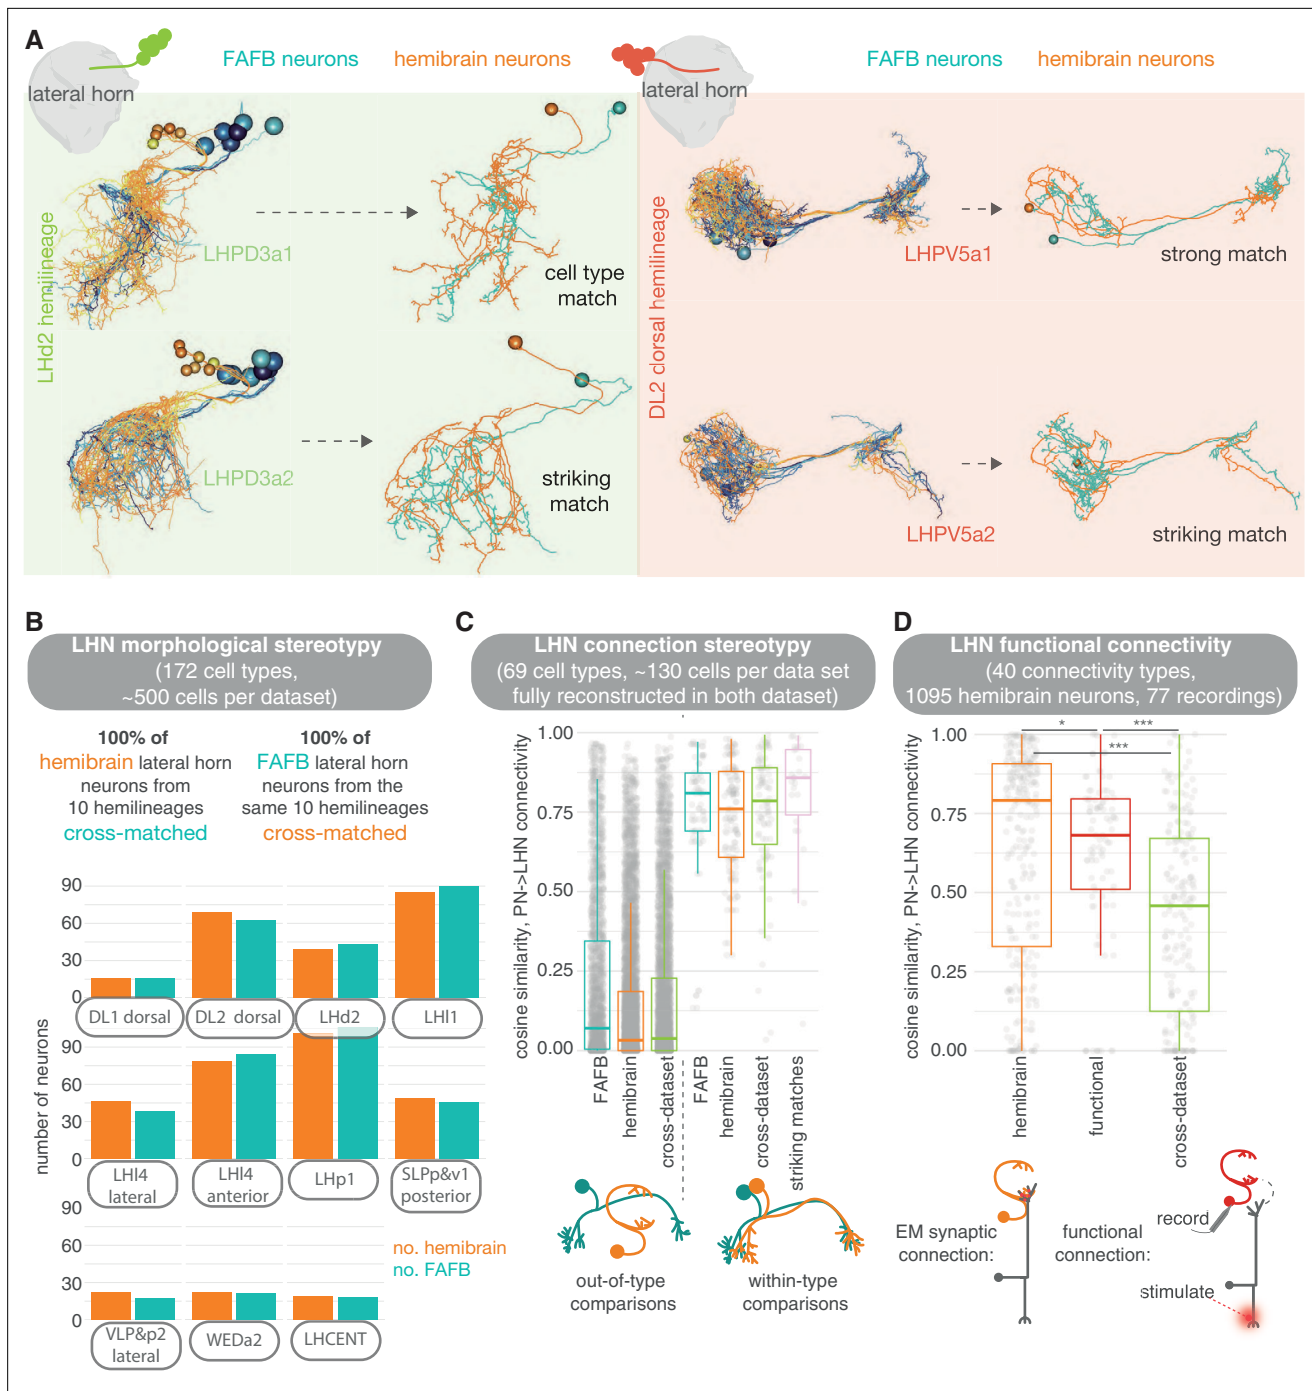 A
FAFB neurons
hemibrain neurons
FAFB neurons
hemibrain neurons
lateral horn
lateral horn
LHd2 hemilineage
LHPD3a1
cell type
match
LHPD3a2
striking
match
DL2 dorsal hemilineage
LHPV5a1
strong match
LHPV5a2
striking match
B
LHN morphological stereotypy
(172 cell types,
~500 cells per dataset)
100% of
hemibrain lateral horn
neurons from
10 hemilineages
cross-matched
100% of
FAFB lateral horn
neurons from the
same 10 hemilineages
cross-matched
number of neurons
90
60
30
0
DL1 dorsal
DL2 dorsal
LHd2
LHl1
90
60
30
0
LHl4
lateral
LHl4
anterior
LHp1
SLPp&v1
posterior
90
60
30
0
VLP&p2
lateral
WEDa2
LHCENT
no. hemibrain
no. FAFB
C
LHN connection stereotypy
(69 cell types, ~130 cells per data set
fully reconstructed in both dataset)
cosine similarity, PN->LHN connectivity
1.00
0.75
0.50
0.25
0.00
FAFB
hemibrain
cross-dataset
FAFB
hemibrain
cross-dataset
striking matches
out-of-type
comparisons
within-type
comparisons
D
LHN functional connectivity
(40 connectivity types,
1095 hemibrain neurons, 77 recordings)
cosine similarity, PN->LHN connectivity
1.00
0.75
0.50
0.25
0.00
*
***
***
hemibrain
functional
cross-dataset
EM synaptic
connection:
functional
connection:
record
stimulate